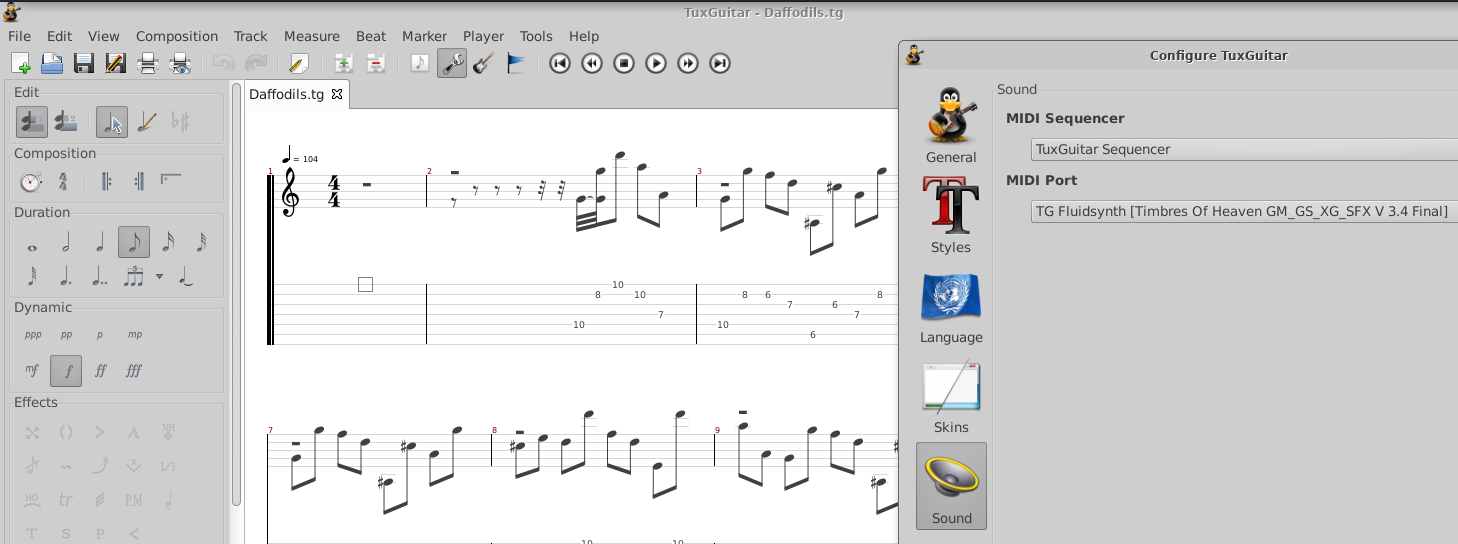 TuxGuitar - Daffodils.tg
File Edit View Composition Track Measure Beat Marker Player Tools Help
Configure TuxGuitar
Edit
Daffodils.tg
Composition
Duration
3
Dynamic
ppp pp p mp
mf f ff fff
Effects
NH
1/3
HO tr P.M
T S P <
= 104
1 2 3
4
4
10
8 10 8 6 8
7 7 6 7
10 10
6 
7 8 9
10 10
Sound
MIDI Sequencer
TuxGuitar Sequencer
MIDI Port
TG Fluidsynth [Timbres Of Heaven GM_GS_XG_SFX V 3.4 Final]
General
Styles
Language
Skins
Sound